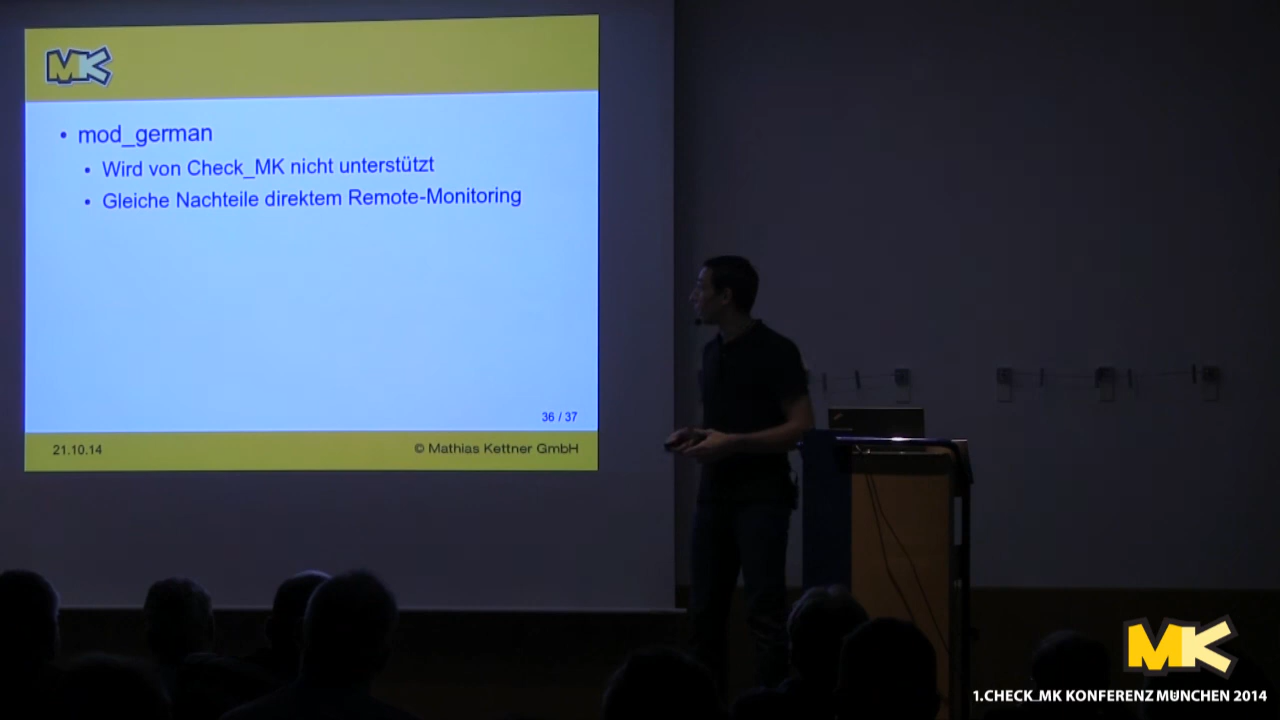 MK
• mod_german
• Wird von Check_MK nicht unterstützt
• Gleiche Nachteile direktem Remote-Monitoring
36 / 37
21.10.14
© Mathias Kettner GmbH
MK
1.CHECK_MK KONFERENZ MÜNCHEN 2014